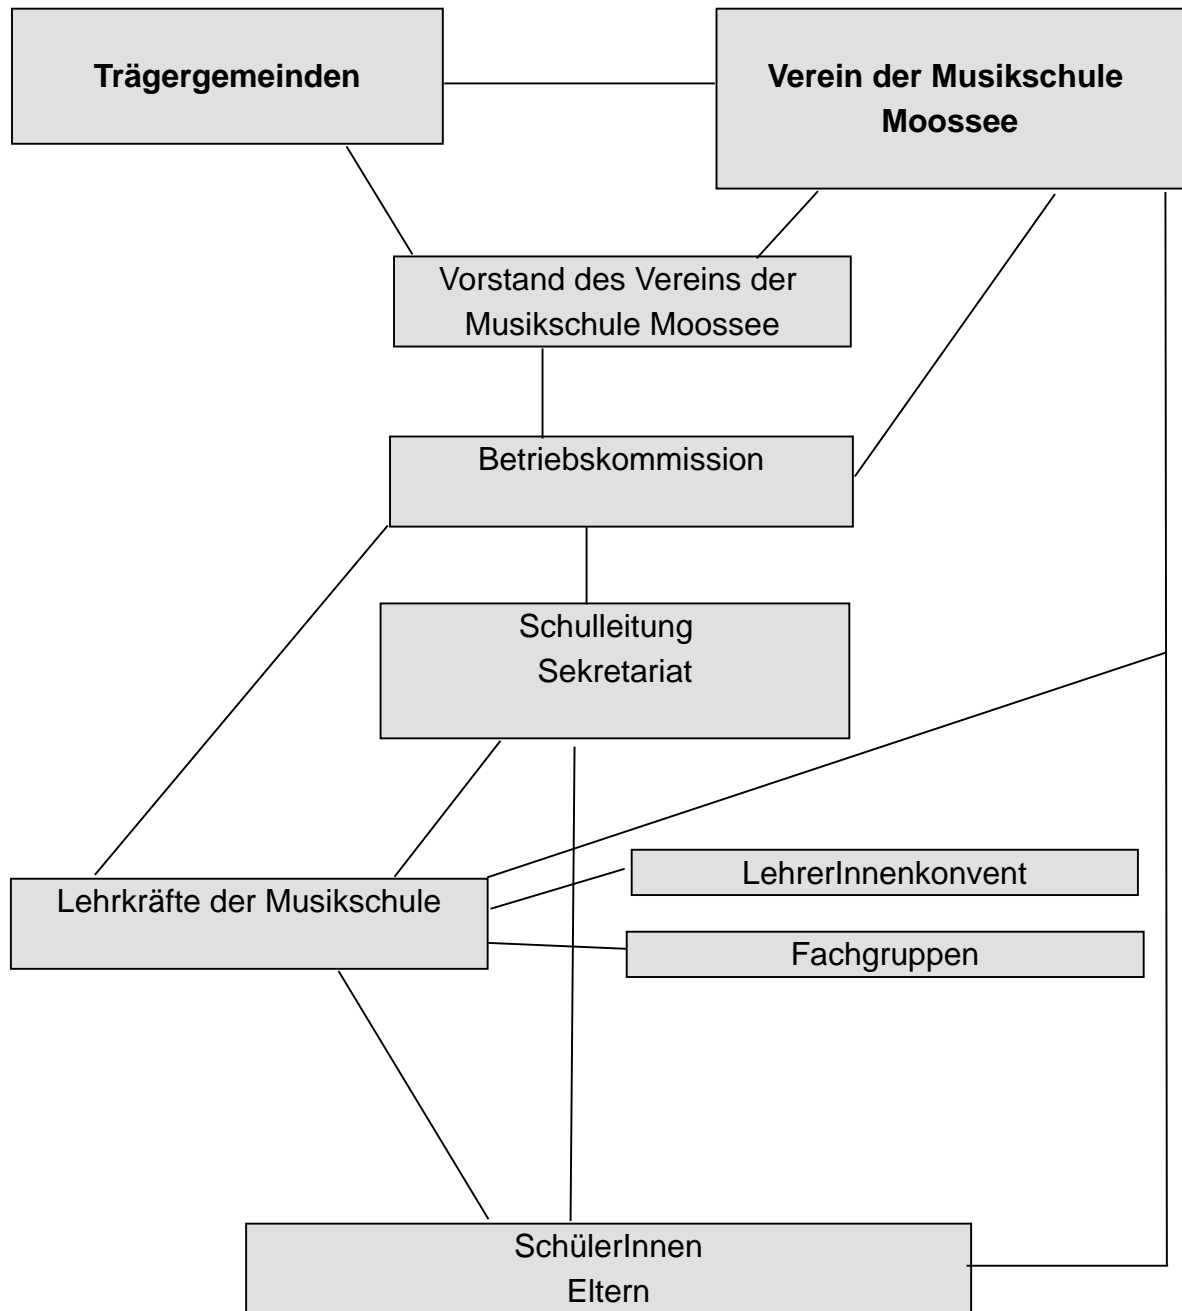 Trägergemeinden
Verein der Musikschule
Moossee
Vorstand des Vereins der
Musikschule Moossee
Betriebskommission
Schulleitung
Sekretariat
Lehrkräfte der Musikschule
LehrerInnenkonvent
Fachgruppen
SchülerInnen
Eltern